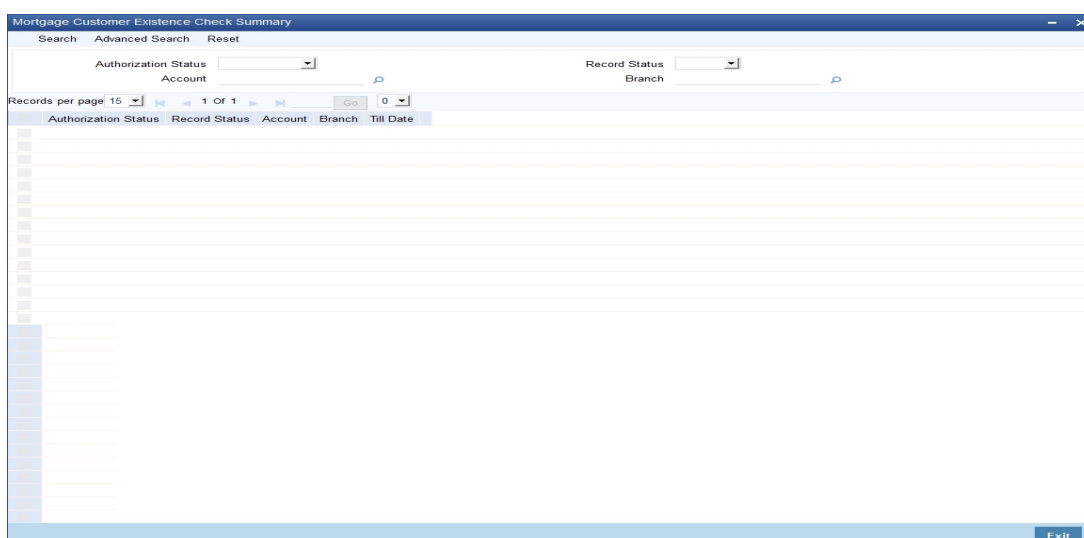 Mortgage Customer Existence Check Summary
Search Advanced Search Reset
Authorization Status Record Status
Account Branch
Records per page 15 1 Of 1 Go 0
Authorization Status Record Status Account Branch Till Date
Exit